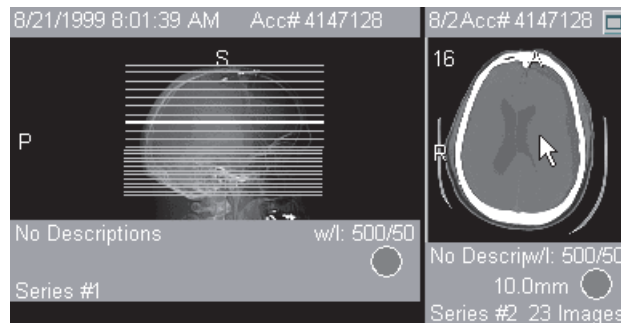 8/21/1999 8:01:39 AM Acc# 4147128
S
P
No Descriptions w/l: 500/50
Series #1
8/2Acc# 4147128
16 A
R
No Descrijw/l: 500/50
10.0mm
Series #2 23 Images